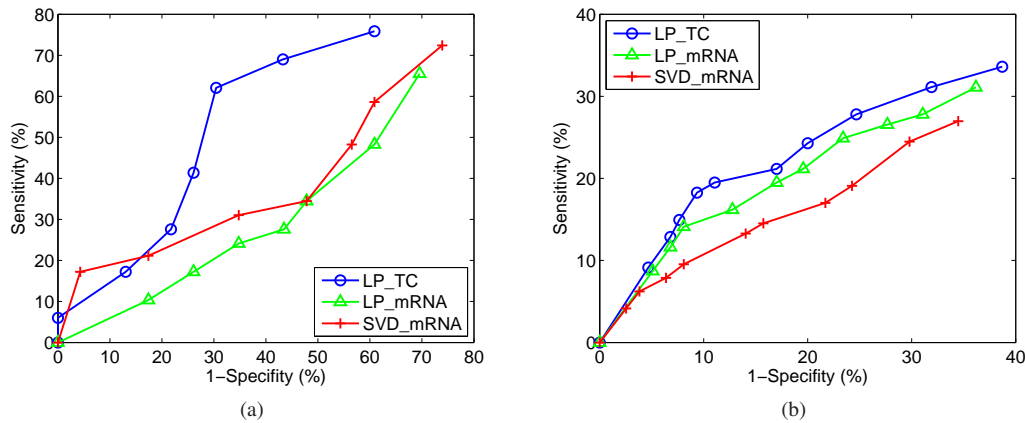 80
70
60
50
40
30
20
10
0
Sensitivity (%)
0 10 20 30 40 50 60 70 80
1−Specifity (%)
LP_TC
LP_mRNA
SVD_mRNA
(a)
40
30
20
10
0
Sensitivity (%)
0 10 20 30 40
1−Specifity (%)
LP_TC
LP_mRNA
SVD_mRNA
(b)